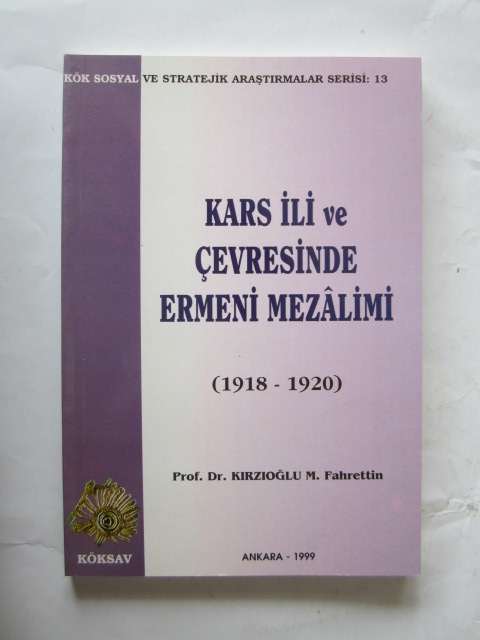 KÖK SOSYAL VE STRATEJİK ARAŞTIRMALAR SERİSİ: 13
KARS İLİ ve
ÇEVRESİNDE
ERMENİ MEZÂLİMİ
(1918 - 1920)
Prof. Dr. KIRZIOĞLU M. Fahrettin
KÖKSAV
ANKARA - 1999